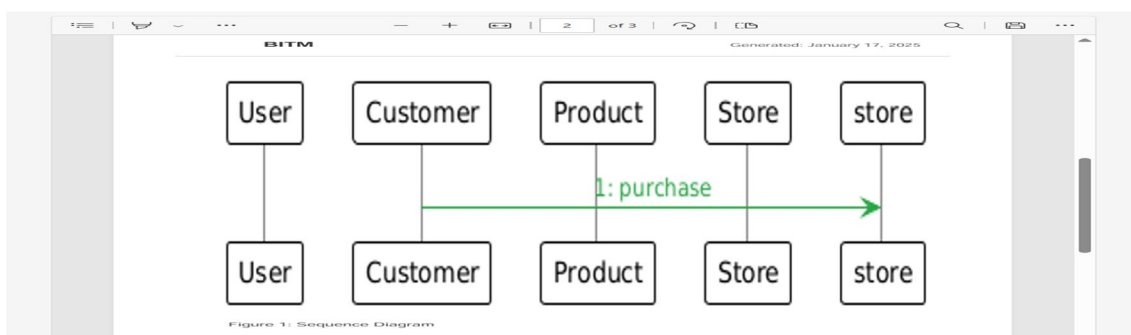 2 of 3
BITM Generated: January 17, 2025
User Customer Product Store store
1: purchase
User Customer Product Store store
Figure 1: Sequence Diagram